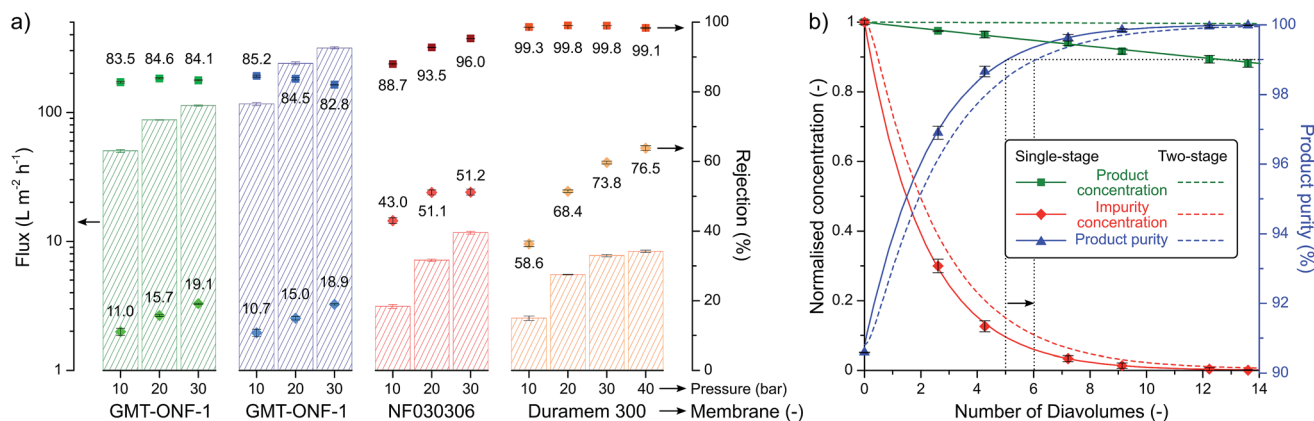 a)
Flux (L m⁻² h⁻¹)
100
10
1
83.5 84.6 84.1
11.0 15.7 19.1
85.2 84.5 82.8
10.7 15.0 18.9
88.7 93.5 96.0
43.0 51.1 51.2
99.3 99.8 99.8 99.1
58.6 68.4 73.8 76.5
100
80
60
40
20
0
Rejection (%)
10 20 30 10 20 30 10 20 30 10 20 30 40 Pressure (bar)
GMT-ONF-1 GMT-ONF-1 NF030306 Duramem 300 Membrane (-)
b)
Normalised concentration (-)
1
0.8
0.6
0.4
0.2
0
Single-stage Two-stage
Product
concentration
Impurity
concentration
Product purity
100
98
96
94
92
91
90
Product purity (%)
0 2 4 6 8 10 12 14
Number of Diavolumes (-)